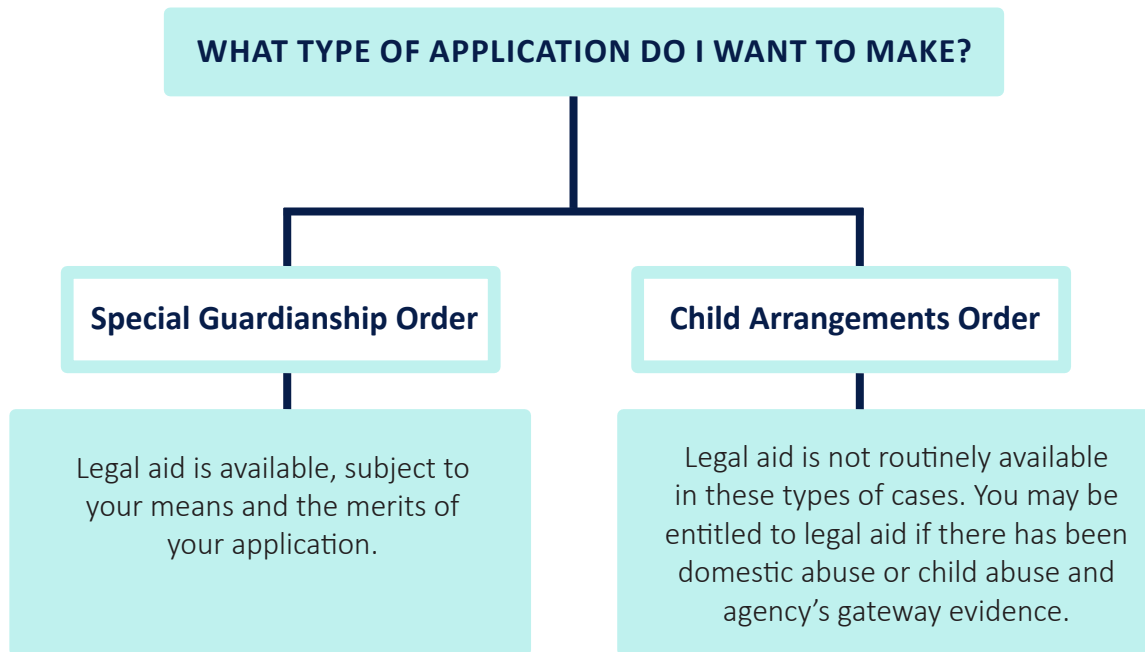 WHAT TYPE OF APPLICATION DO I WANT TO MAKE?
Special Guardianship Order
Child Arrangements Order
Legal aid is available, subject to
your means and the merits of
your application.
Legal aid is not routinely available
in these types of cases. You may be
entitled to legal aid if there has been
domestic abuse or child abuse and
agency’s gateway evidence.